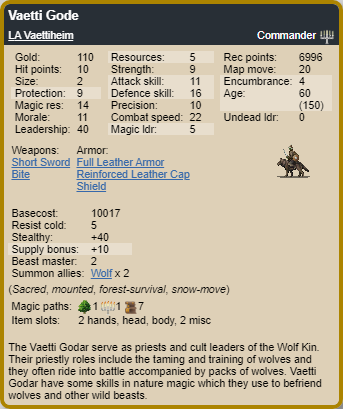 Vaetti Gode
LA Vaettiheim Commander
Gold: 110 Resources: 5 Rec points: 6996
Hit points: 10 Strength: 9 Map move: 20
Size: 2 Attack skill: 11 Encumbrance: 4
Protection: 9 Defence skill: 16 Age: 60
Magic res: 14 Precision: 10 (150)
Morale: 11 Combat speed: 22 Undead ldr: 0
Leadership: 40 Magic ldr: 5
Weapons: Armor:
Short Sword Full Leather Armor
Bite Reinforced Leather Cap
Shield
Basecost: 10017
Resist cold: 5
Stealthy: +40
Supply bonus: +10
Beast master: 2
Summon allies: Wolf x 2
(Sacred, mounted, forest-survival, snow-move)
Magic paths: 1 1 7
Item slots: 2 hands, head, body, 2 misc
The Vaetti Godar serve as priests and cult leaders of the Wolf Kin.
Their priestly roles include the taming and training of wolves and
they often ride into battle accompanied by packs of wolves. Vaetti
Godar have some skills in nature magic which they use to befriend
wolves and other wild beasts.